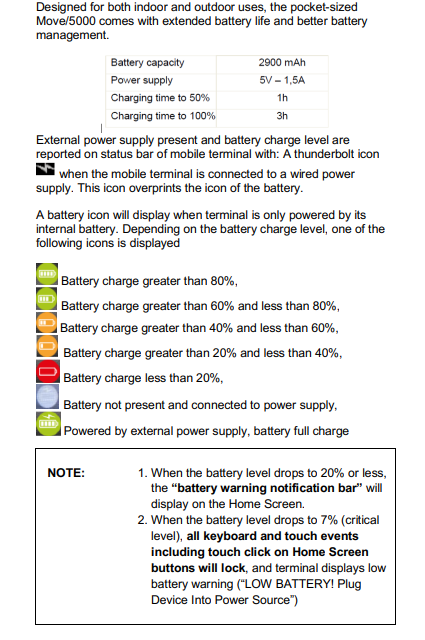 Designed for both indoor and outdoor uses, the pocket-sized
Move/5000 comes with extended battery life and better battery
management.
Battery capacity 2900 mAh
Power supply 5V – 1,5A
Charging time to 50% 1h
Charging time to 100% 3h
External power supply present and battery charge level are
reported on status bar of mobile terminal with: A thunderbolt icon
when the mobile terminal is connected to a wired power
supply. This icon overprints the icon of the battery.
A battery icon will display when terminal is only powered by its
internal battery. Depending on the battery charge level, one of the
following icons is displayed
Battery charge greater than 80%,
Battery charge greater than 60% and less than 80%,
Battery charge greater than 40% and less than 60%,
Battery charge greater than 20% and less than 40%,
Battery charge less than 20%,
Battery not present and connected to power supply,
Powered by external power supply, battery full charge
NOTE: 1. When the battery level drops to 20% or less,
the “battery warning notification bar” will
display on the Home Screen.
2. When the battery level drops to 7% (critical
level), all keyboard and touch events
including touch click on Home Screen
buttons will lock, and terminal displays low
battery warning (“LOW BATTERY! Plug
Device Into Power Source”)